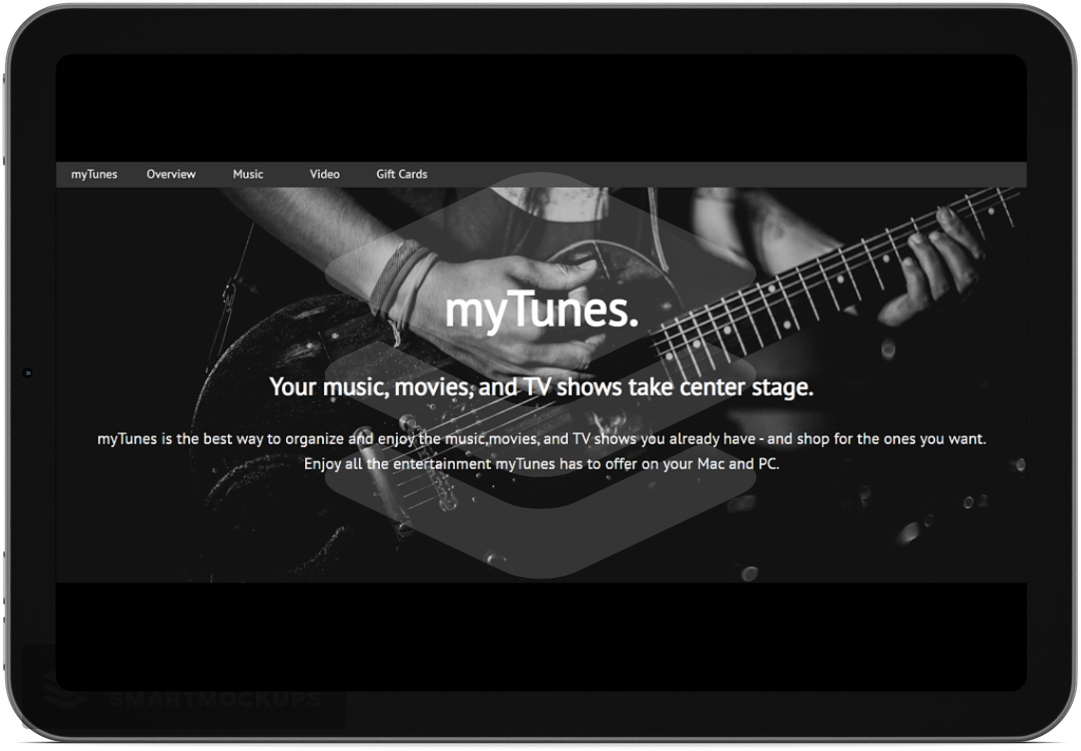 myTunes Overview Music Video Gift Cards
myTunes.
Your music, movies, and TV shows take center stage.
myTunes is the best way to organize and enjoy the music,movies, and TV shows you already have - and shop for the ones you want.
Enjoy all the entertainment myTunes has to offer on your Mac and PC.
SMARTMOCKUPS